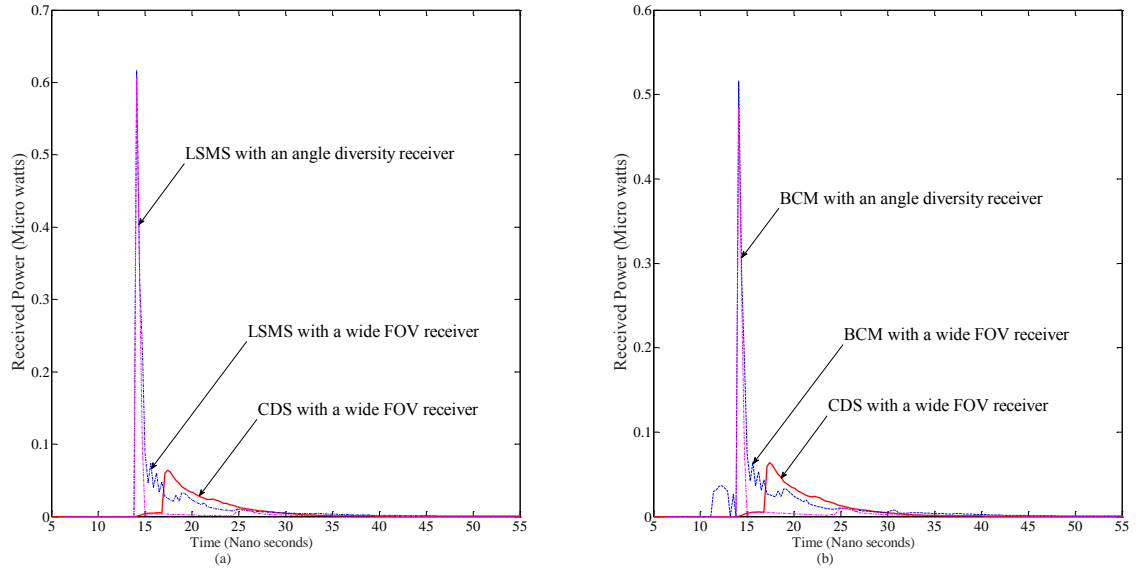 0.7
0.6
0.5
0.4
0.3
0.2
0.1
0
Received Power (Micro watts)
LSMS with an angle diversity receiver
LSMS with a wide FOV receiver
CDS with a wide FOV receiver
5 10 15 20 25 30 35 40 45 50 55
Time (Nano seconds)
(a)
0.6
0.5
0.4
0.3
0.2
0.1
0
Received Power (Micro watts)
BCM with an angle diversity receiver
BCM with a wide FOV receiver
CDS with a wide FOV receiver
5 10 15 20 25 30 35 40 45 50 55
Time (Nano seconds)
(b)